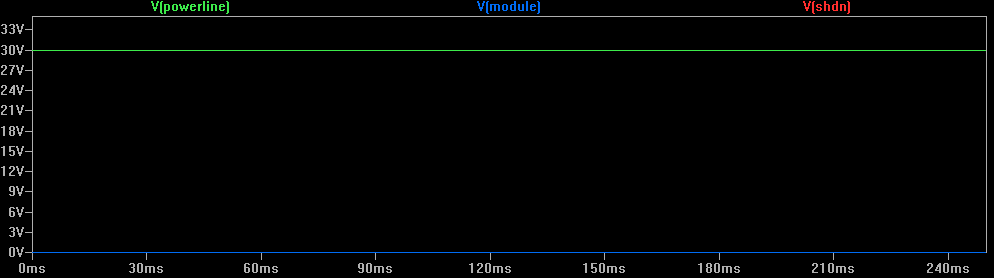 V(powerline) V(module) V(shdn)
33V
30V
27V
24V
21V
18V
15V
12V
9V
6V
3V
0V
0ms 30ms 60ms 90ms 120ms 150ms 180ms 210ms 240ms